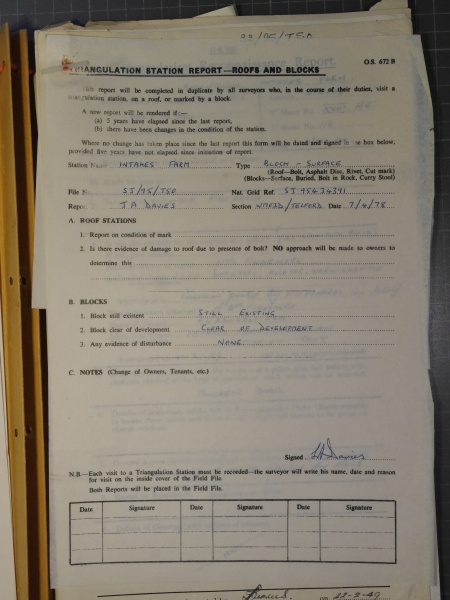 TRIANGULATION STATION REPORT—ROOFS AND BLOCKS
O.S. 672 B
This report will be completed in duplicate by all surveyors who, in the course of their duties, visit a
triangulation station, on a roof, or marked by a block.
A new report will be rendered if:—
(a) 5 years have elapsed since the last report,
(b) there have been changes in the condition of the station.
Where no change has taken place since the last report this form will be dated and signed in the box below,
provided five years have not elapsed since initiation of report.
Station Name INTAKES FARM Type BLOCK - SURFACE
(Roof—Bolt, Asphalt Disc, Rivet, Cut mark)
(Blocks—Surface, Buried, Bolt in Rock, Curry Stool)
File N SJ/95/T50 Nat. Grid Ref.
Repo J A DAVIES Section /TELFORD Date 7/4/78
A. ROOF STATIONS
1. Report on condition of mark
2. Is there evidence of damage to roof due to presence of bolt? NO approach will be made to owners to
determine this
B. BLOCKS
1. Block still existent STILL EXISTING
2. Block clear of development CLEAR OF DEVELOPMENT
3. Any evidence of disturbance NONE
C. NOTES (Change of Owners, Tenants, etc.)
Signed Davies
N.B.—Each visit to a Triangulation Station must be recorded—the surveyor will write his name, date and reason
for visit on the inside cover of the Field File.
Both Reports will be placed in the Field File.
Date Signature Date Signature Date Signature
on 22-8-49